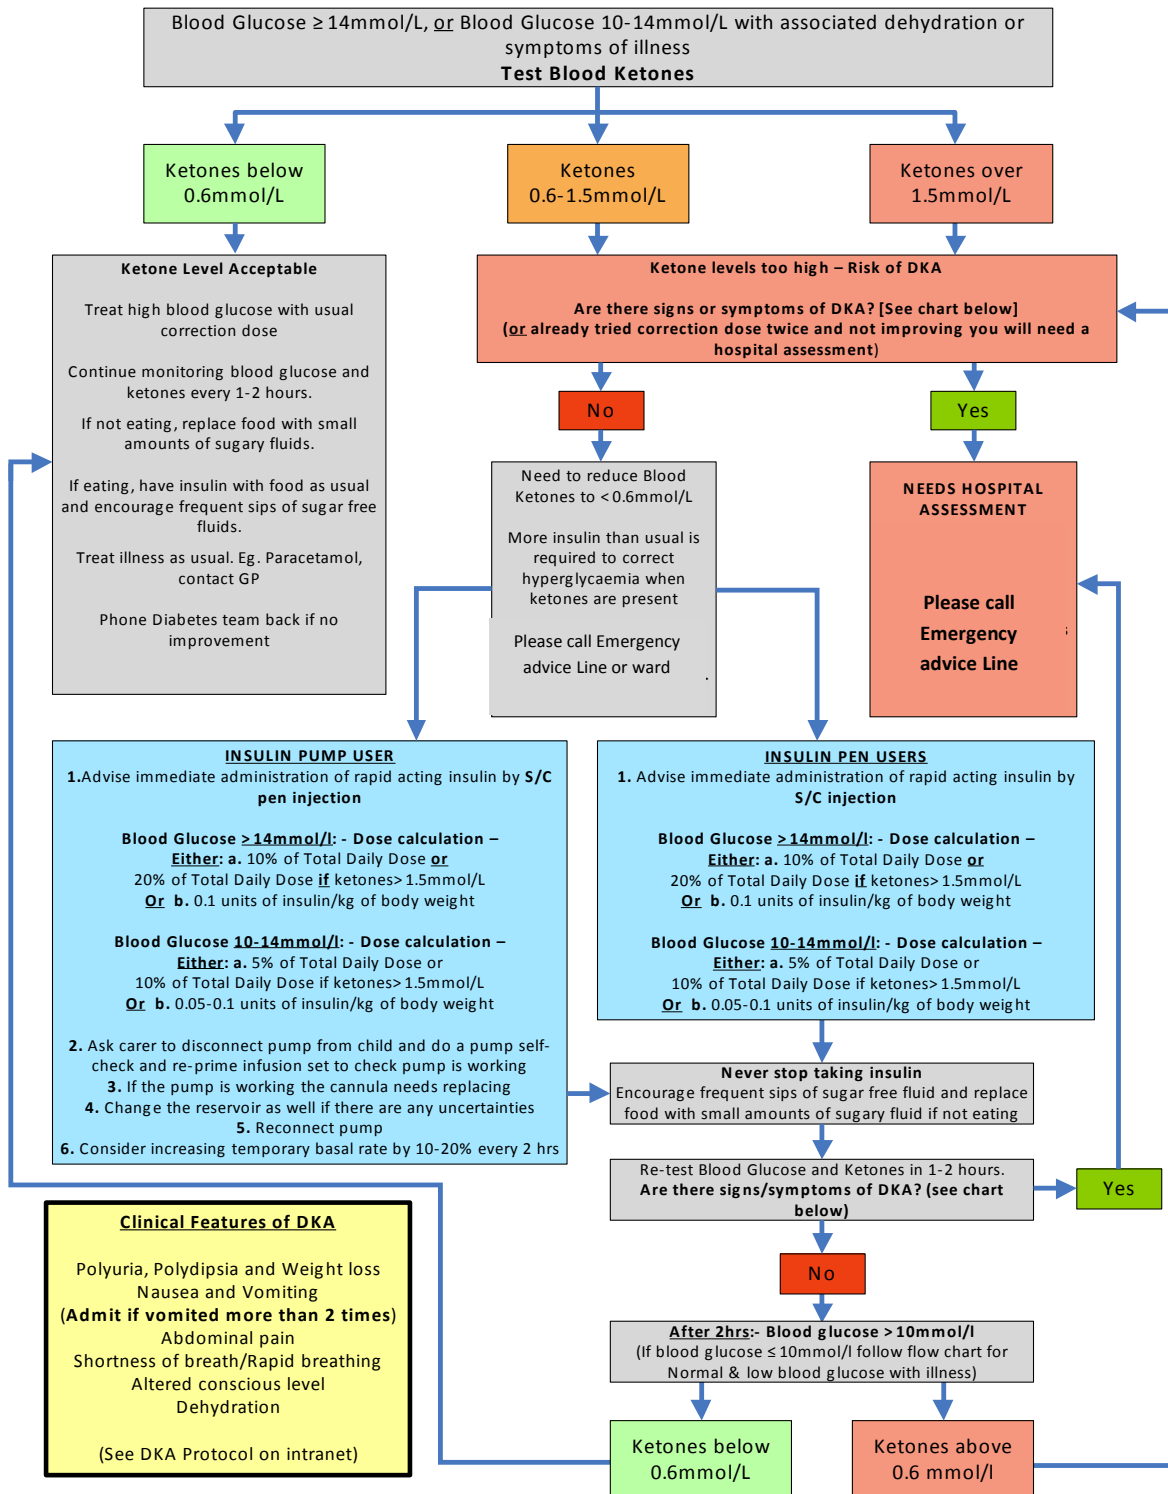 Blood Glucose ≥ 14mmol/L, or Blood Glucose 10-14mmol/L with associated dehydration or
symptoms of illness
Test Blood Ketones
Ketones below
0.6mmol/L
Ketones
0.6-1.5mmol/L
Ketones over
1.5mmol/L
Ketone Level Acceptable
Treat high blood glucose with usual
correction dose
Continue monitoring blood glucose and
ketones every 1-2 hours.
If not eating, replace food with small
amounts of sugary fluids.
If eating, have insulin with food as usual
and encourage frequent sips of sugar free
fluids.
Treat illness as usual. Eg. Paracetamol,
contact GP
Phone Diabetes team back if no
improvement
Ketone levels too high – Risk of DKA
Are there signs or symptoms of DKA? [See chart below]
(or already tried correction dose twice and not improving you will need a
hospital assessment)
No
Yes
Need to reduce Blood
Ketones to <0.6mmol/L
More insulin than usual is
required to correct
hyperglycaemia when
ketones are present
Please call Emergency
advice Line or ward
.
NEEDS HOSPITAL
ASSESSMENT
Please call
Emergency
advice Line
INSULIN PUMP USER
1.Advise immediate administration of rapid acting insulin by S/C
pen injection
Blood Glucose >14mmol/l: - Dose calculation –
Either: a. 10% of Total Daily Dose or
20% of Total Daily Dose if ketones>1.5mmol/L
Or b. 0.1 units of insulin/kg of body weight
Blood Glucose 10-14mmol/l: - Dose calculation –
Either: a. 5% of Total Daily Dose or
10% of Total Daily Dose if ketones>1.5mmol/L
Or b. 0.05-0.1 units of insulin/kg of body weight
2. Ask carer to disconnect pump from child and do a pump self-
check and re-prime infusion set to check pump is working
3. If the pump is working the cannula needs replacing
4. Change the reservoir as well if there are any uncertainties
5. Reconnect pump
6. Consider increasing temporary basal rate by 10-20% every 2 hrs
INSULIN PEN USERS
1. Advise immediate administration of rapid acting insulin by
S/C injection
Blood Glucose >14mmol/l: - Dose calculation –
Either: a. 10% of Total Daily Dose or
20% of Total Daily Dose if ketones>1.5mmol/L
Or b. 0.1 units of insulin/kg of body weight
Blood Glucose 10-14mmol/l: - Dose calculation –
Either: a. 5% of Total Daily Dose or
10% of Total Daily Dose if ketones>1.5mmol/L
Or b. 0.05-0.1 units of insulin/kg of body weight
Never stop taking insulin
Encourage frequent sips of sugar free fluid and replace
food with small amounts of sugary fluid if not eating
Re-test Blood Glucose and Ketones in 1-2 hours.
Are there signs/symptoms of DKA? (see chart
below)
Yes
No
Clinical Features of DKA
Polyuria, Polydipsia and Weight loss
Nausea and Vomiting
(Admit if vomited more than 2 times)
Abdominal pain
Shortness of breath/Rapid breathing
Altered conscious level
Dehydration
(See DKA Protocol on intranet)
After 2hrs:- Blood glucose >10mmol/l
(If blood glucose ≤10mmol/l follow flow chart for
Normal & low blood glucose with illness)
Ketones below
0.6mmol/L
Ketones above
0.6 mmol/l